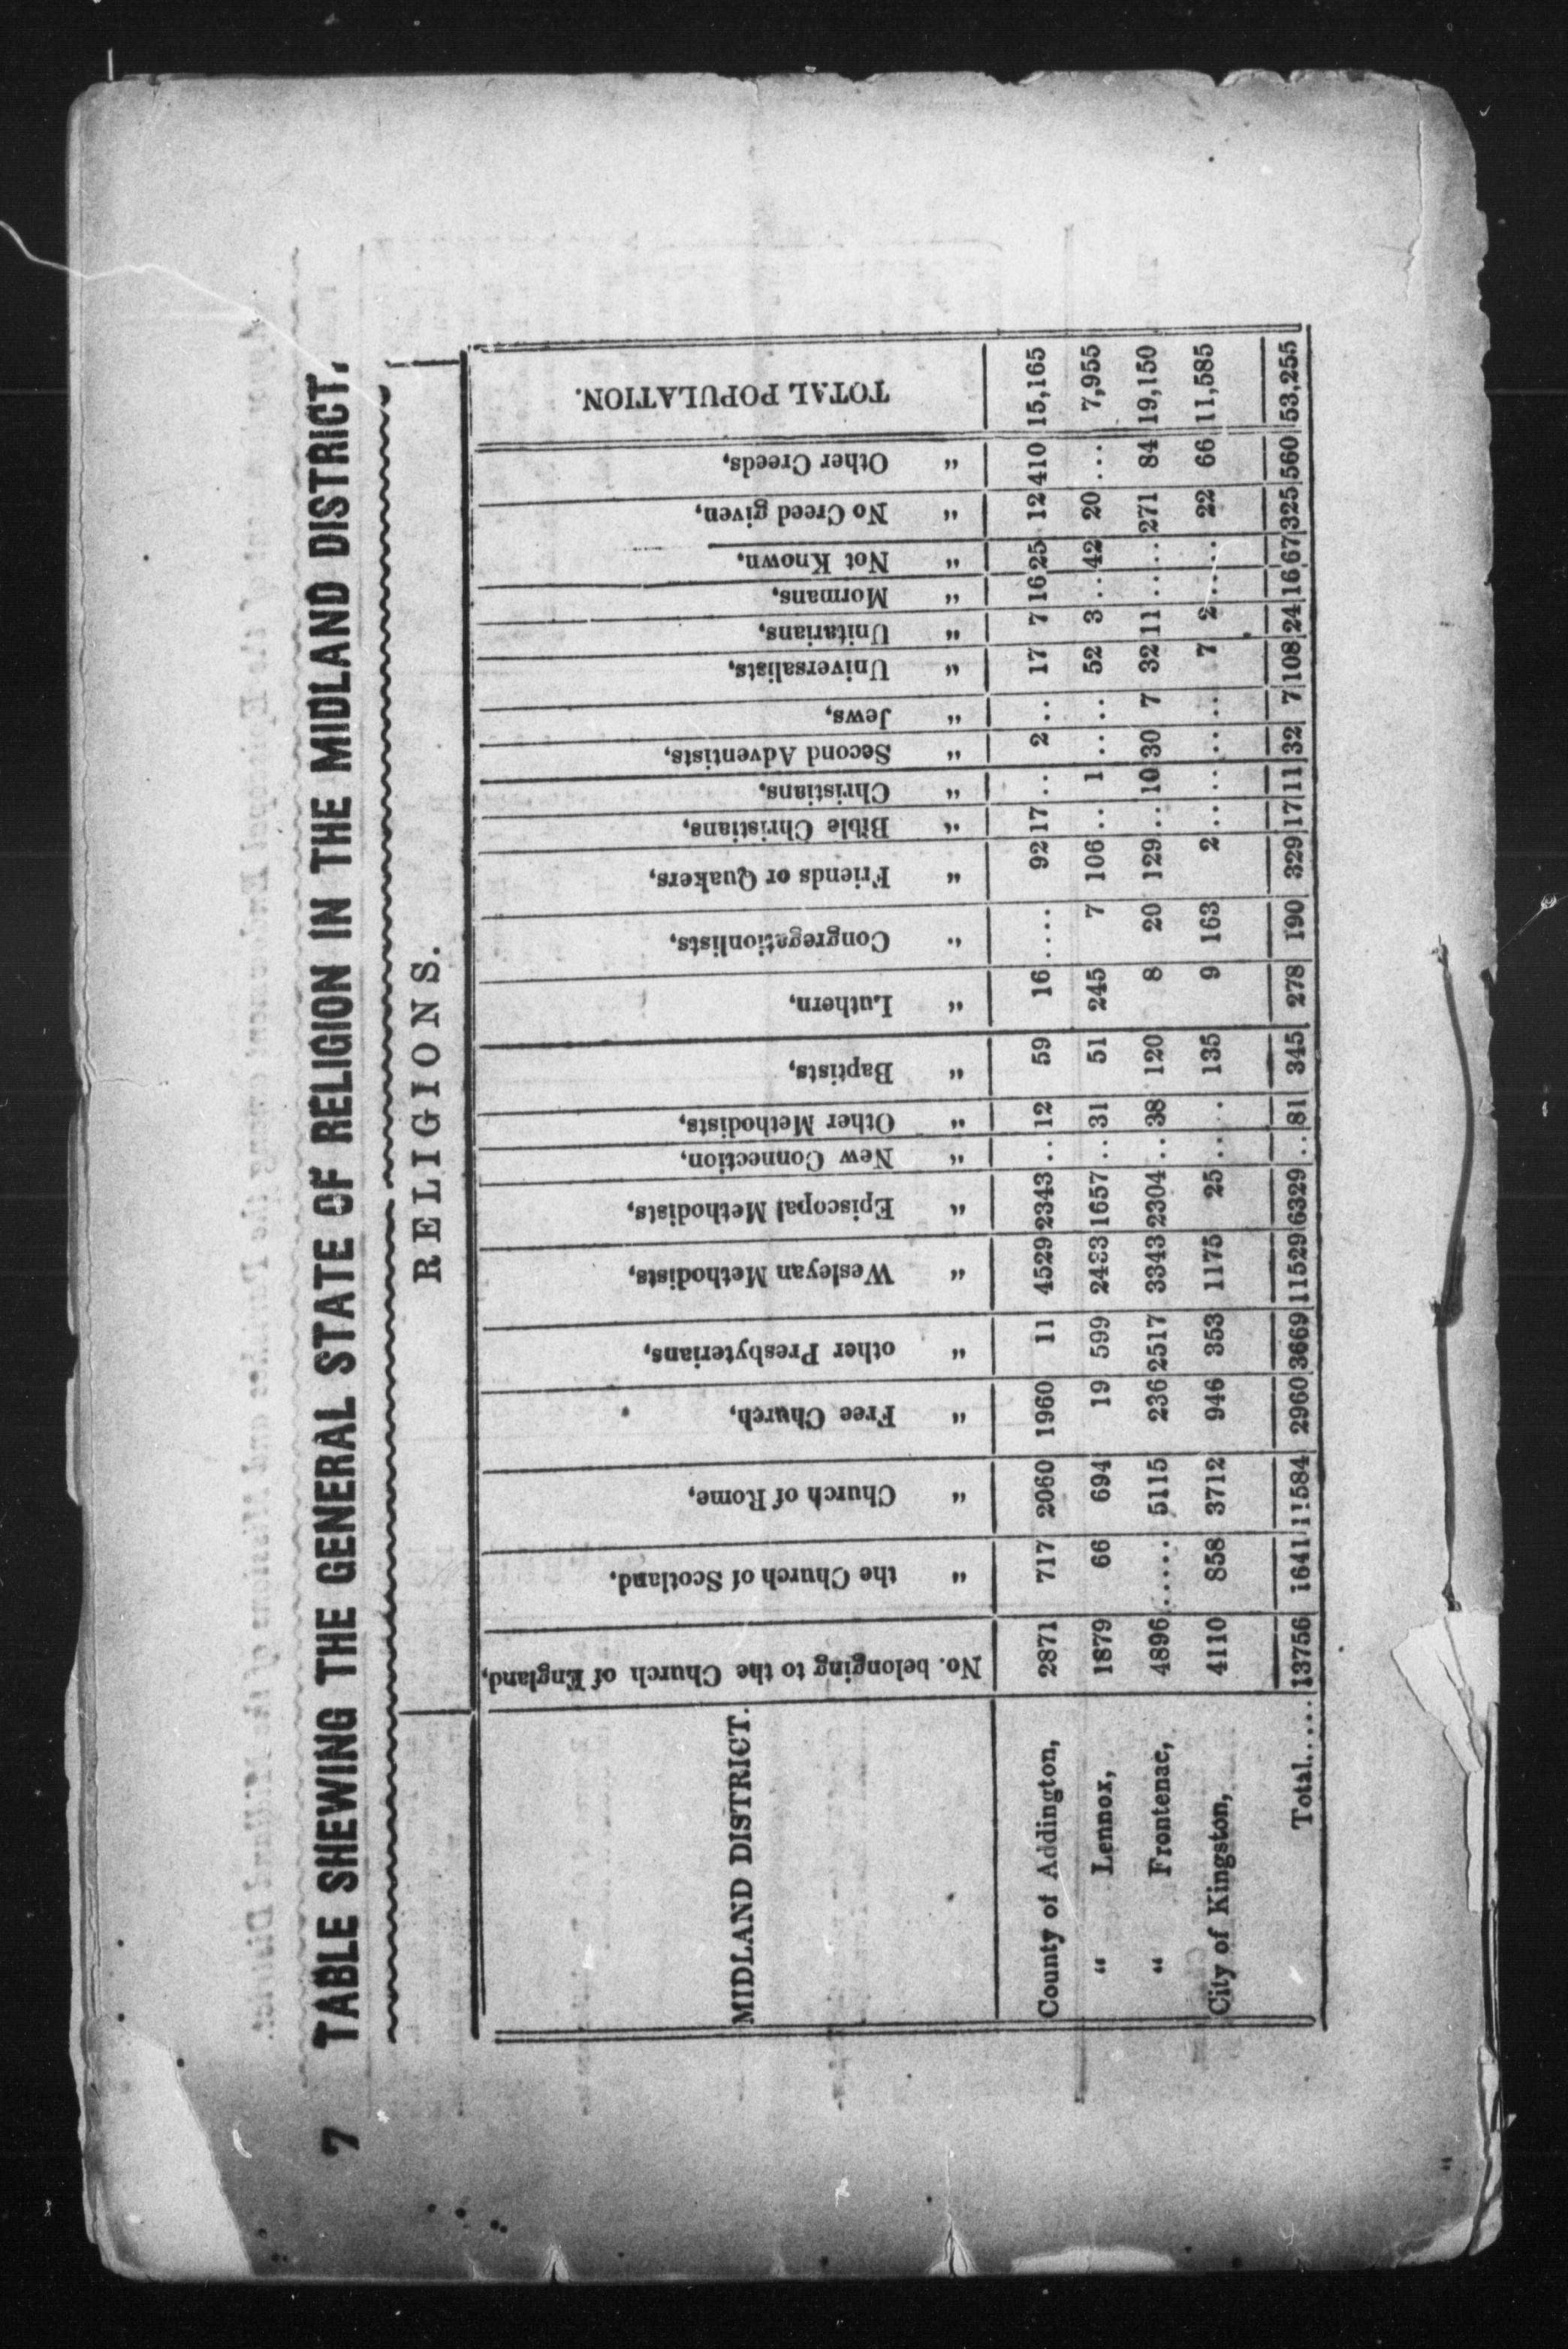 7 TABLE SHEWING THE GENERAL STATE OF RELIGION IN THE MIDLAND DISTRICT,
RELIGIONS.
MIDLAND DISTRICT.
No. belonging to the Church of England,
" the Church of Scotland,
" Church of Rome,
" Free Church,
" other Presbyterians,
" Wesleyan Methodists,
" Episcopal Methodists,
" New Connection,
" Other Methodists,
" Baptists,
" Luthern,
" Congregationlists,
" Friends or Quakers,
" Bible Christians,
" Christians,
" Second Adventists,
" Jews,
" Universalists,
" Unitarians,
" Mormans,
" Not Known,
" No Creed given,
" Other Creeds,
TOTAL POPULATION.
County of Addington, 2871 717 2060 1960 11 4529 2343 .. 12 59 16 .... 92 17 .. 2 .. 17 7 16 25 12 410 15,165
" Lennox, 1879 66 694 19 599 2433 1657 .. 31 51 245 7 106 .. 1 .. .. 52 3 .. 42 20 ... 7,955
" Frontenac, 4896 ..... 5115 236 2517 3343 2304 .. 38 120 8 20 129 .. 10 30 7 32 11 .. .. 271 84 19,150
City of Kingston, 4110 858 3712 946 353 1175 25 .. .. 135 9 163 2 .. .. .. .. 7 2 .. .. 22 66 11,585
Total..... 13756 1641 11584 2960 3669 11529 6329 .. 81 345 278 190 329 17 11 32 7 108 24 16 67 325 560 53,255